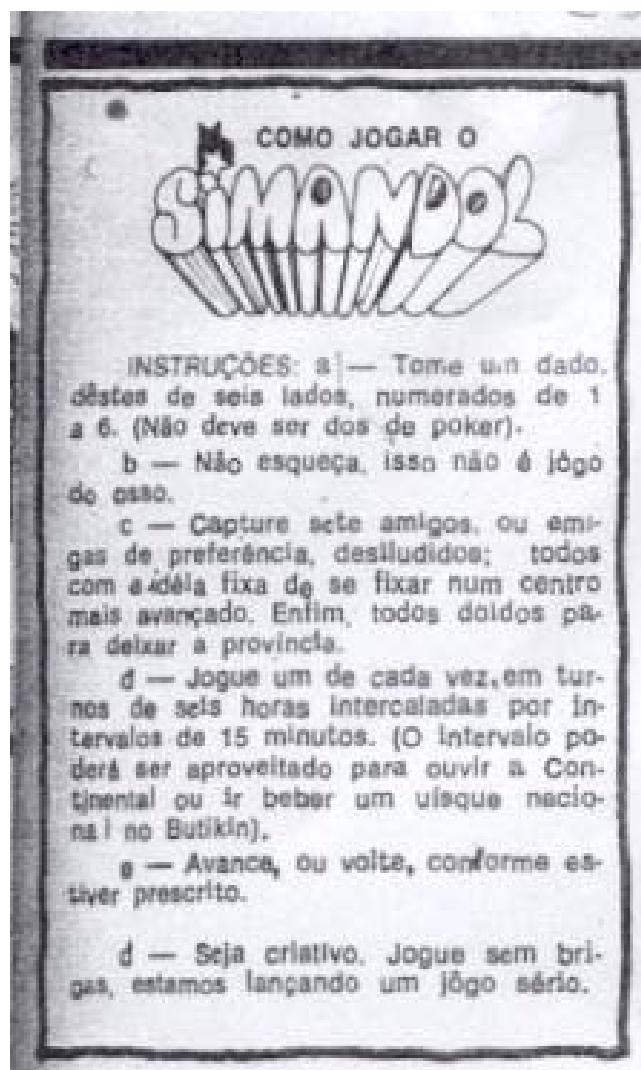 COMO JOGAR O
SIMANDOL
INSTRUÇÕES: a — Tome um dado,
dêstes de seis lados, numerados de 1
a 6. (Não deve ser dos de poker).
b — Não esqueça, isso não é jôgo
do osso.
c — Capture sete amigos, ou ami-
gas de preferência, desiludidos; todos
com a idéia fixa de se fixar num centro
mais avançado. Enfim, todos doidos pa-
ra deixar a província.
d — Jogue um de cada vez, em tur-
nos de seis horas intercaladas por in-
tervalos de 15 minutos. (O intervalo po-
derá ser aproveitado para ouvir a Con-
tinental ou ir beber um uísque nacio-
nal no Butikin).
e — Avance, ou volte, conforme es-
tiver prescrito.
d — Seja criativo. Jogue sem bri-
gas, estamos lançando um jôgo sério.